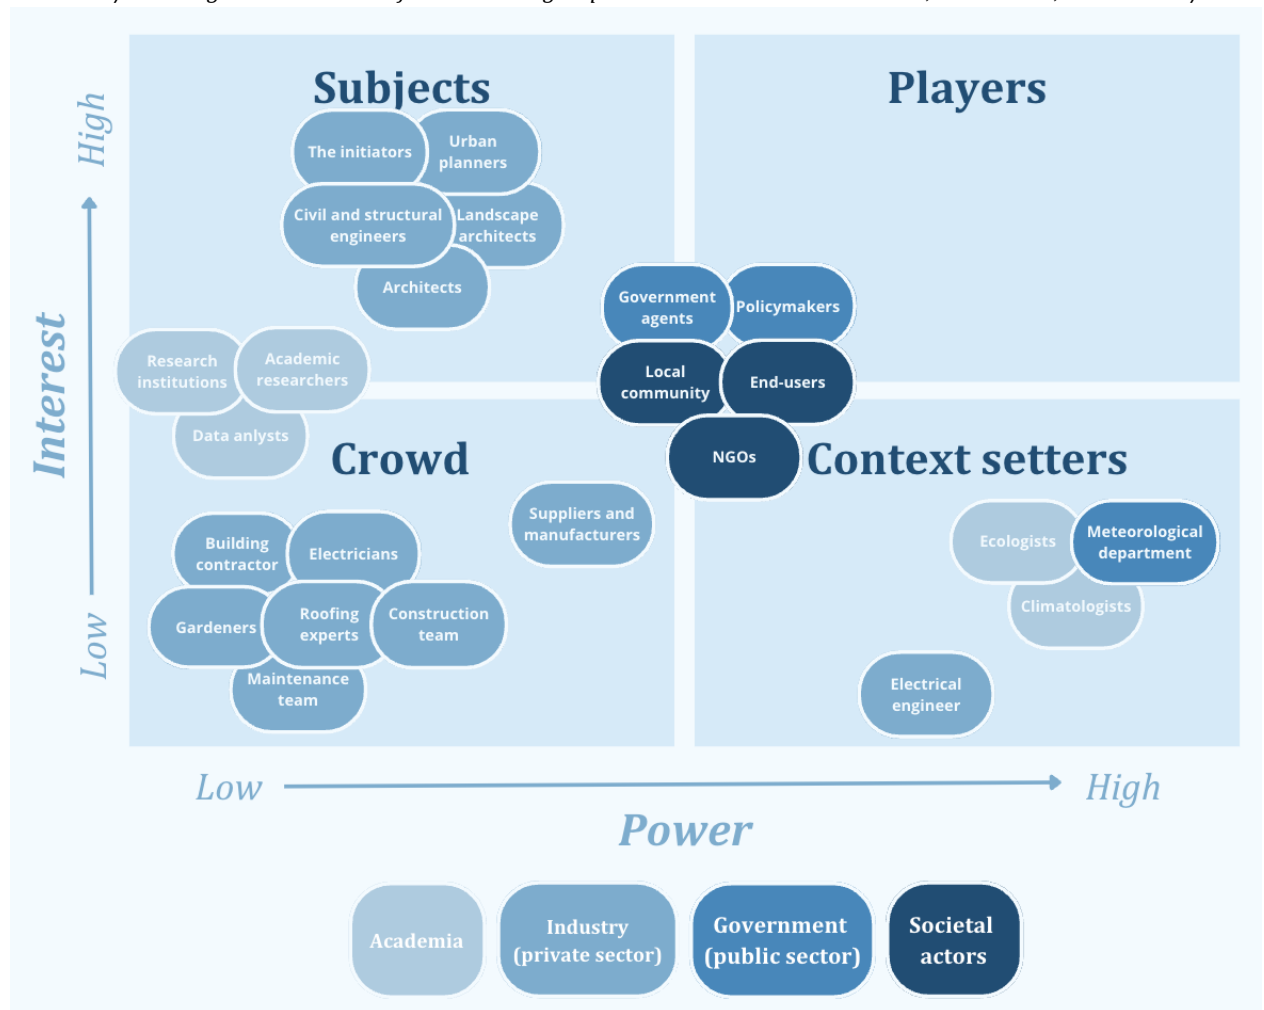 Subjects
Players
High
The initiators
Urban
planners
Civil and structural
engineers
Landscape
architects
Architects
Government
agents
Policymakers
Research
institutions
Academic
researchers
Local
community
End-users
Data anlysts
Interest
Crowd
NGOs
Context setters
Suppliers and
manufacturers
Building
contractor
Electricians
Ecologists
Meteorological
department
Gardeners
Roofing
experts
Construction
team
Climatologists
Maintenance
team
Electrical
engineer
Low
Low
High
Power
Academia
Industry
(private sector)
Government
(public sector)
Societal
actors